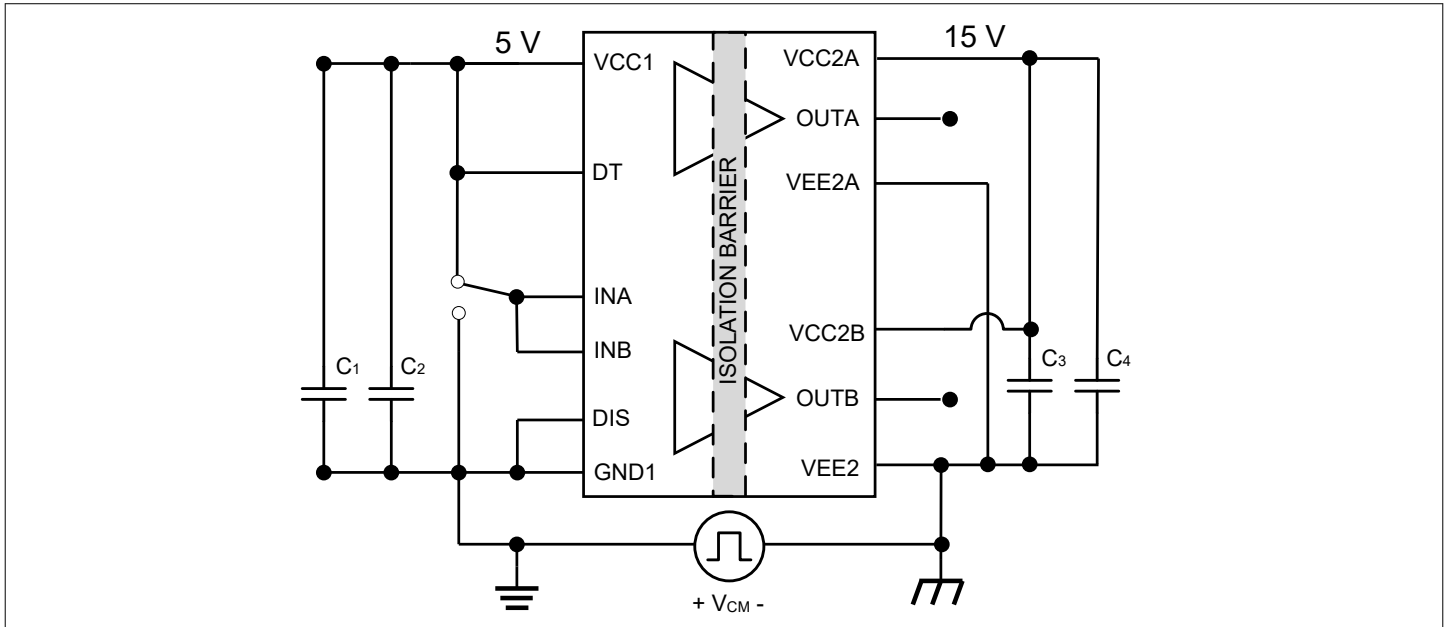 5 V
15 V
VCC1
DT
INA
INB
DIS
GND1
ISOLATION BARRIER
VCC2A
OUTA
VEE2A
VCC2B
OUTB
VEE2
C1
C2
C3
C4
+ VCM -